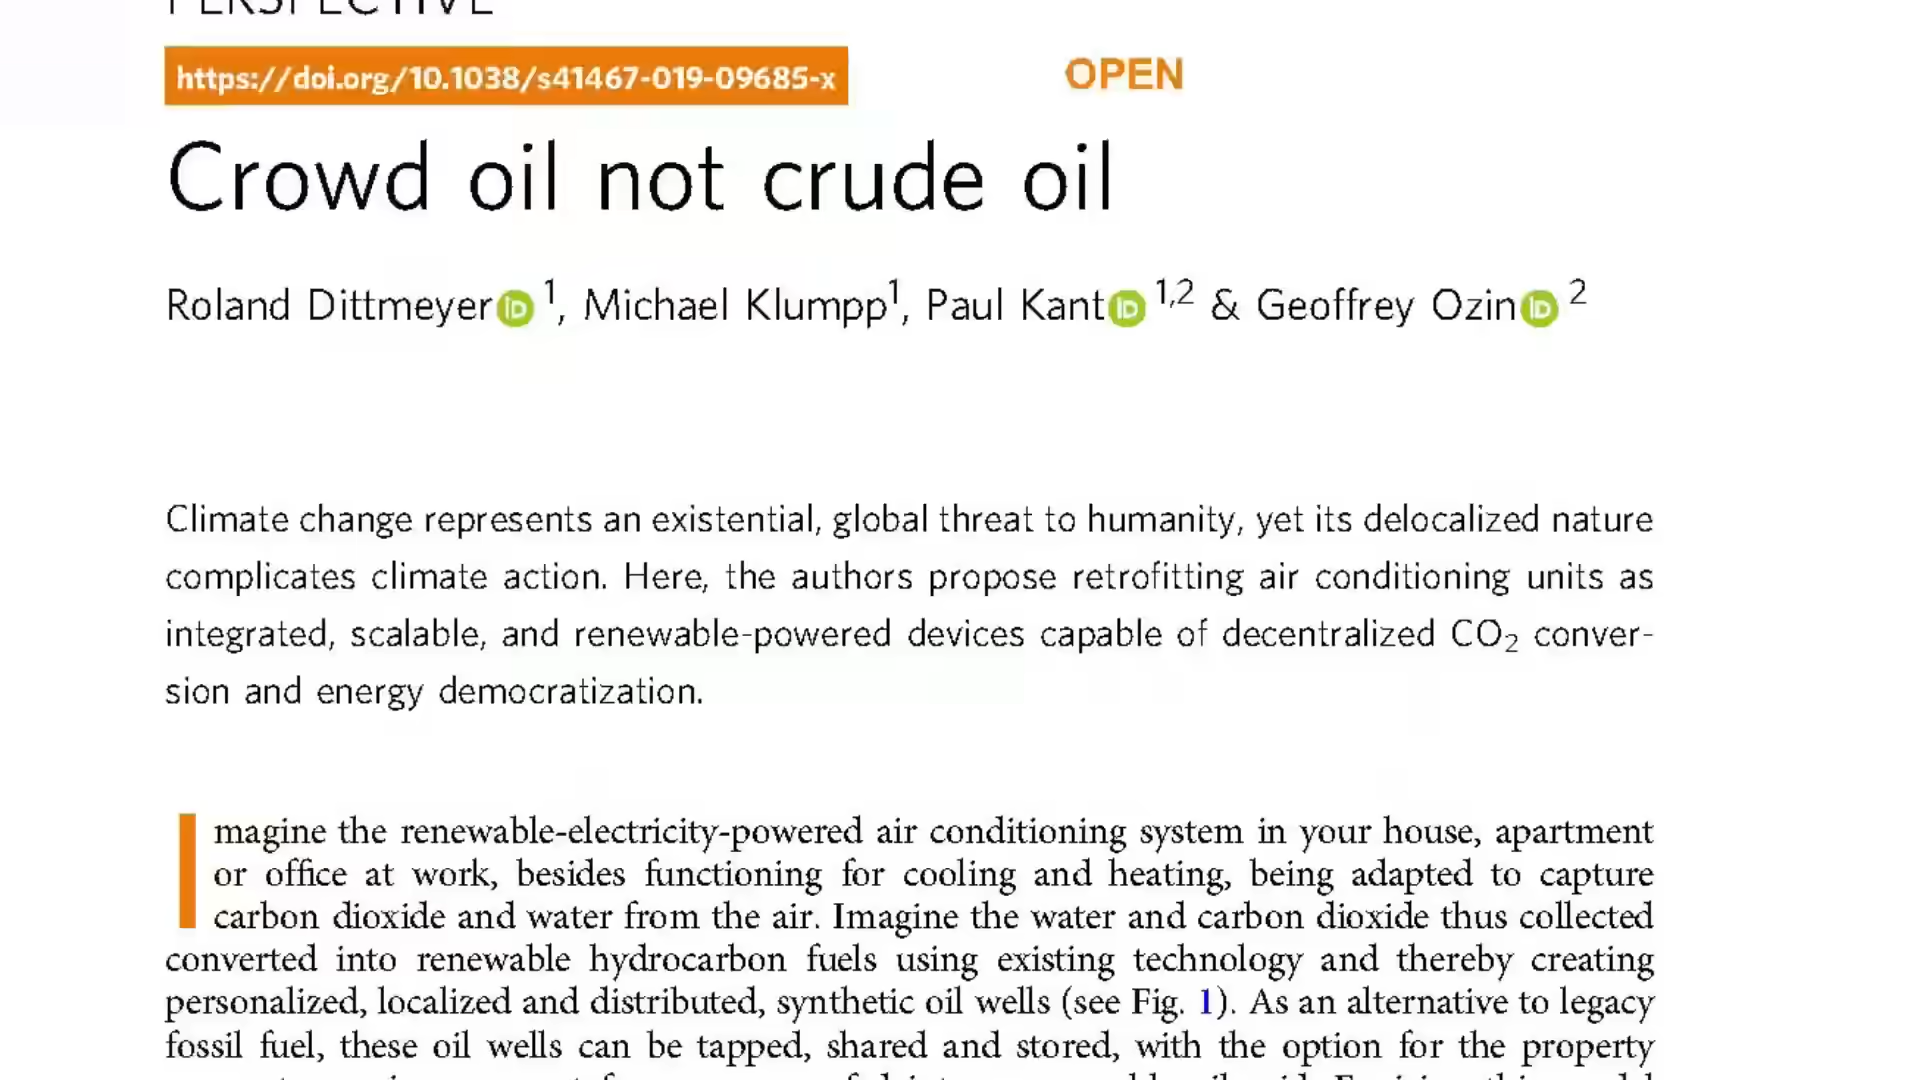 PERSPECTIVE
https://doi.org/10.1038/s41467-019-09685-x
OPEN
Crowd oil not crude oil
Roland Dittmeyer iD 1, Michael Klumpp1, Paul Kant iD 1,2 & Geoffrey Ozin iD 2
Climate change represents an existential, global threat to humanity, yet its delocalized nature
complicates climate action. Here, the authors propose retrofitting air conditioning units as
integrated, scalable, and renewable-powered devices capable of decentralized CO2 conver-
sion and energy democratization.
Imagine the renewable-electricity-powered air conditioning system in your house, apartment
or office at work, besides functioning for cooling and heating, being adapted to capture
carbon dioxide and water from the air. Imagine the water and carbon dioxide thus collected
converted into renewable hydrocarbon fuels using existing technology and thereby creating
personalized, localized and distributed, synthetic oil wells (see Fig. 1). As an alternative to legacy
fossil fuel, these oil wells can be tapped, shared and stored, with the option for the property